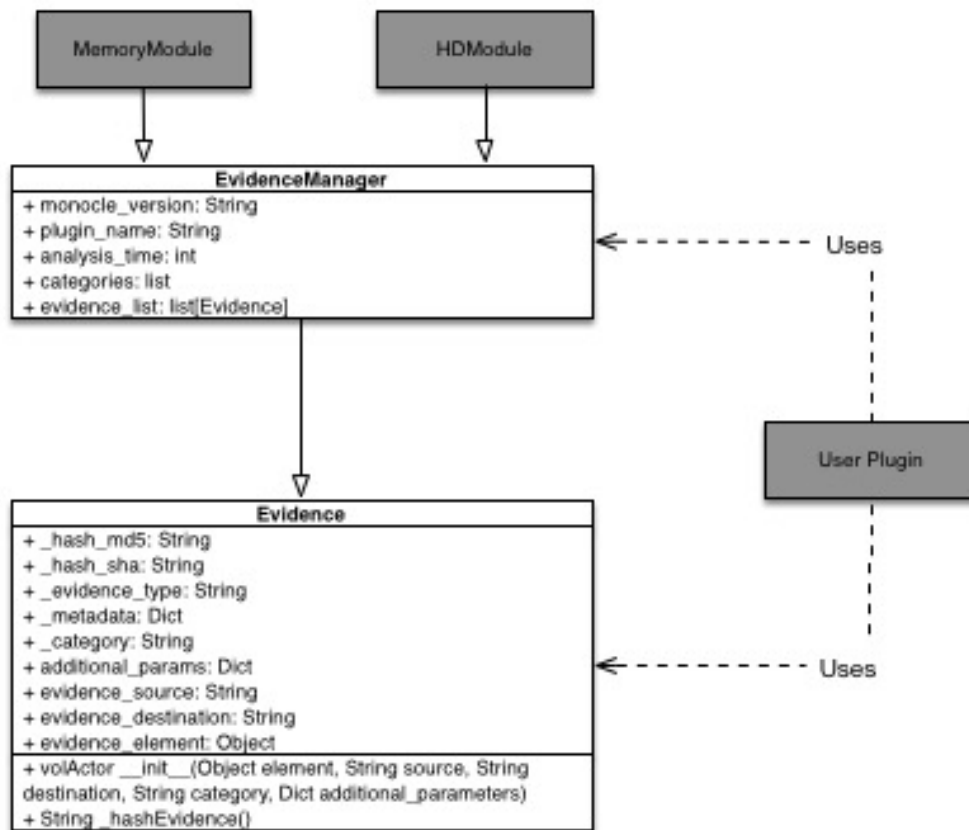 MemoryModule
HDModule
EvidenceManager
+ monocle_version: String
+ plugin_name: String
+ analysis_time: int
+ categories: list
+ evidence_list: list[Evidence]
Uses
User Plugin
Evidence
+ _hash_md5: String
+ _hash_sha: String
+ _evidence_type: String
+ _metadata: Dict
+ _category: String
+ additional_params: Dict
+ evidence_source: String
+ evidence_destination: String
+ evidence_element: Object
Uses
+ volActor __init__(Object element, String source, String
destination, String category, Dict additional_parameters)
+ String _hashEvidence()